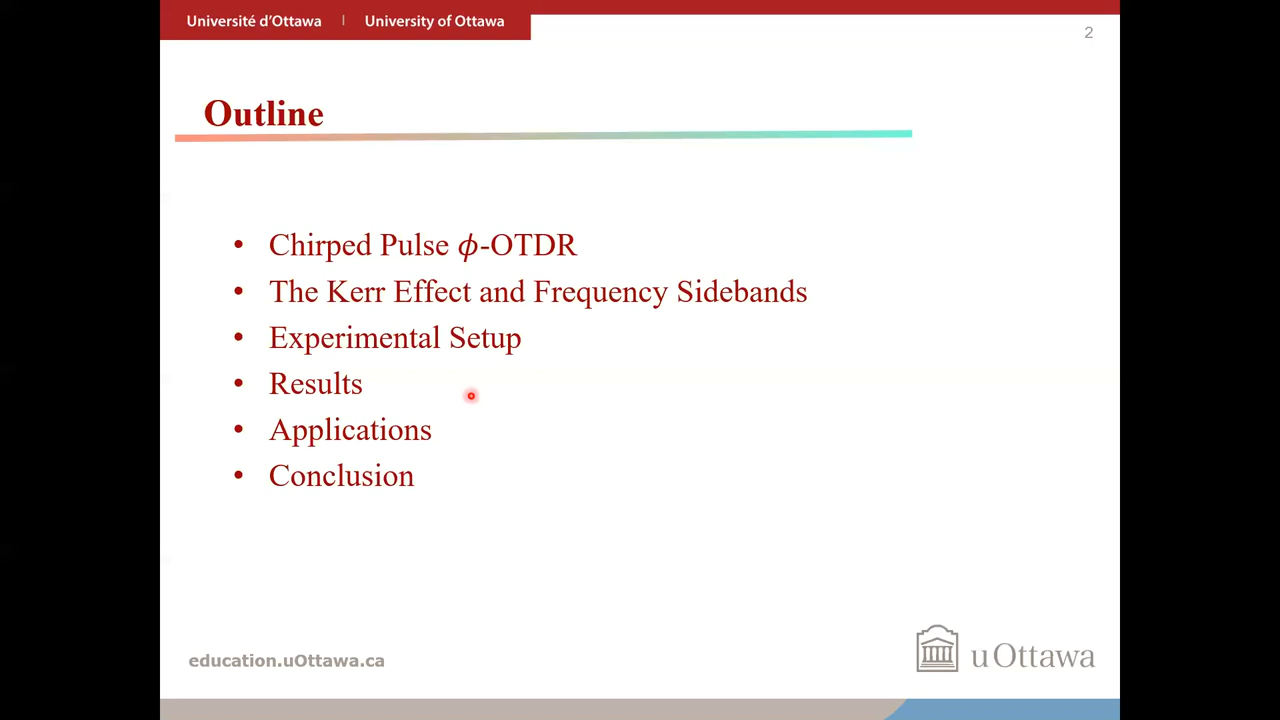 Université d'Ottawa | University of Ottawa
2
Outline
• Chirped Pulse ϕ-OTDR
• The Kerr Effect and Frequency Sidebands
• Experimental Setup
• Results
• Applications
• Conclusion
education.uOttawa.ca
uOttawa